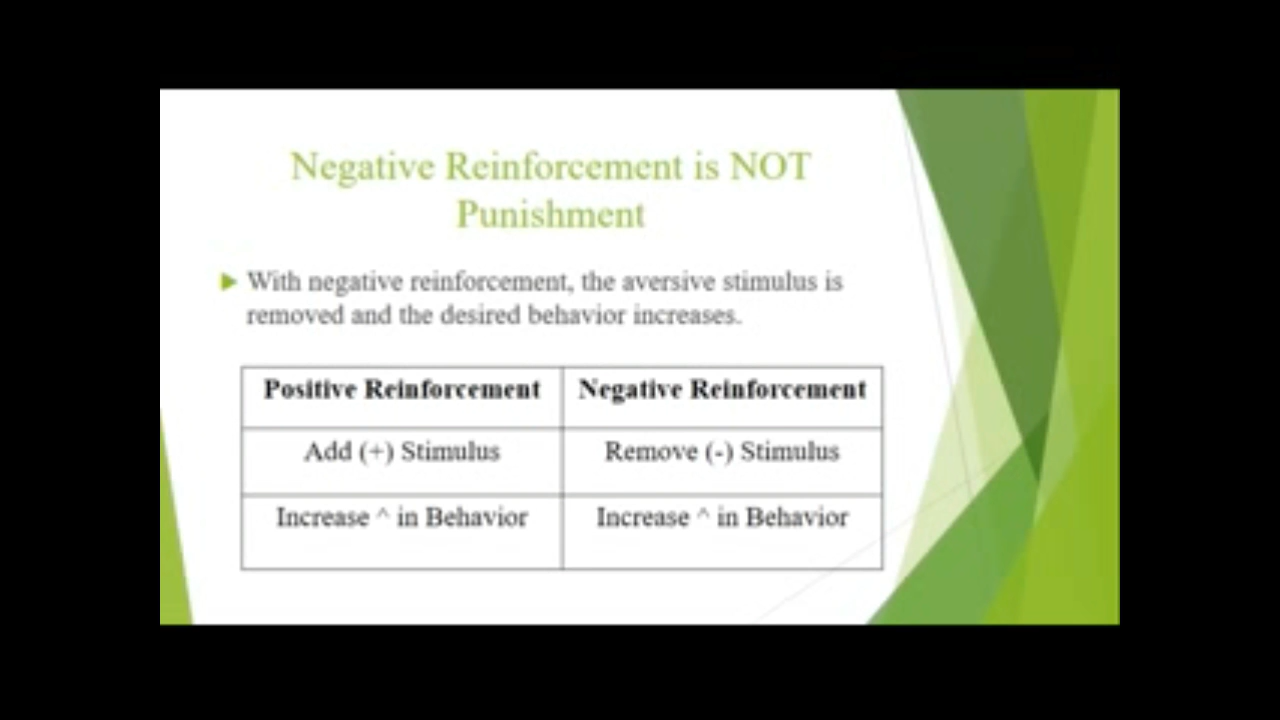 Negative Reinforcement is NOT
Punishment
With negative reinforcement, the aversive stimulus is
removed and the desired behavior increases.
Positive Reinforcement Negative Reinforcement
Add (+) Stimulus Remove (-) Stimulus
Increase ^ in Behavior Increase ^ in Behavior